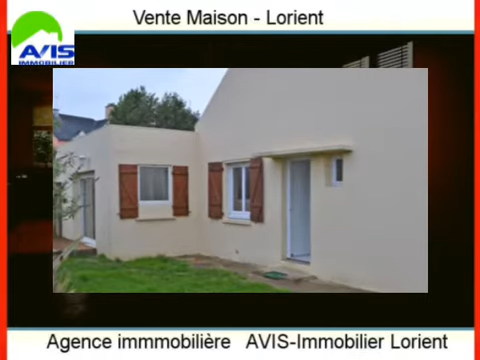 Vente Maison - Lorient
AVIS
IMMOBILIER
Agence immmobilière AVIS-Immobilier Lorient